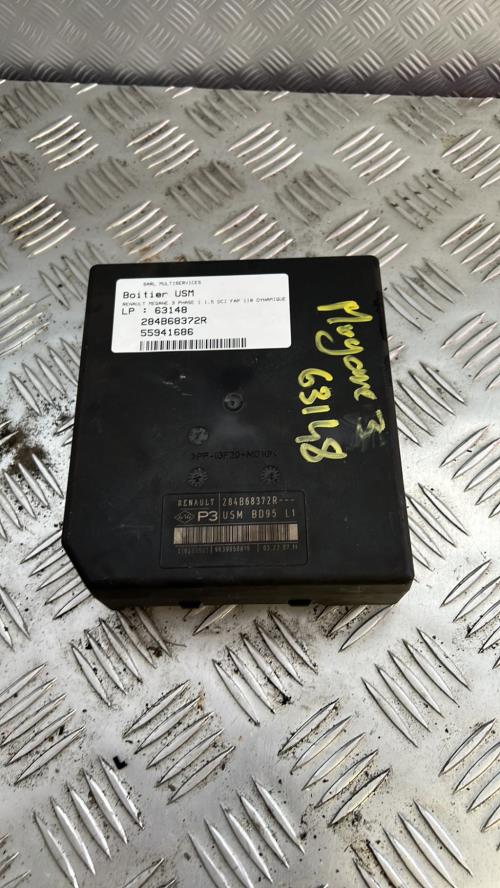 SARL MULTISERVICES
Boitier USM
RENAULT MEGANE 3 PHASE 1 1.5 DCI FAP 110 DYNAMIQUE
LP : 63148
284B68372R
55941686
Megane 3
63148
RENAULT 284B68372R---
P3 USM BD95 L1